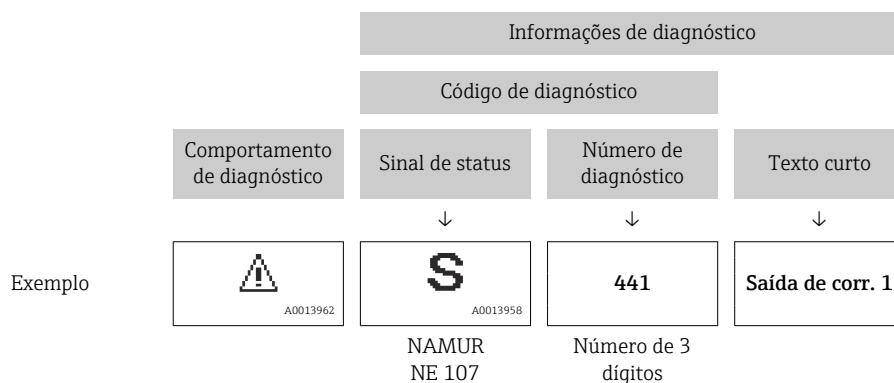 Informações de diagnóstico
Código de diagnóstico
Comportamento
de diagnóstico
Sinal de status
Número de
diagnóstico
Texto curto
↓ ↓ ↓
Exemplo
A0013962
S
A0013958
441
Saída de corr. 1
NAMUR
NE 107
Número de 3
dígitos